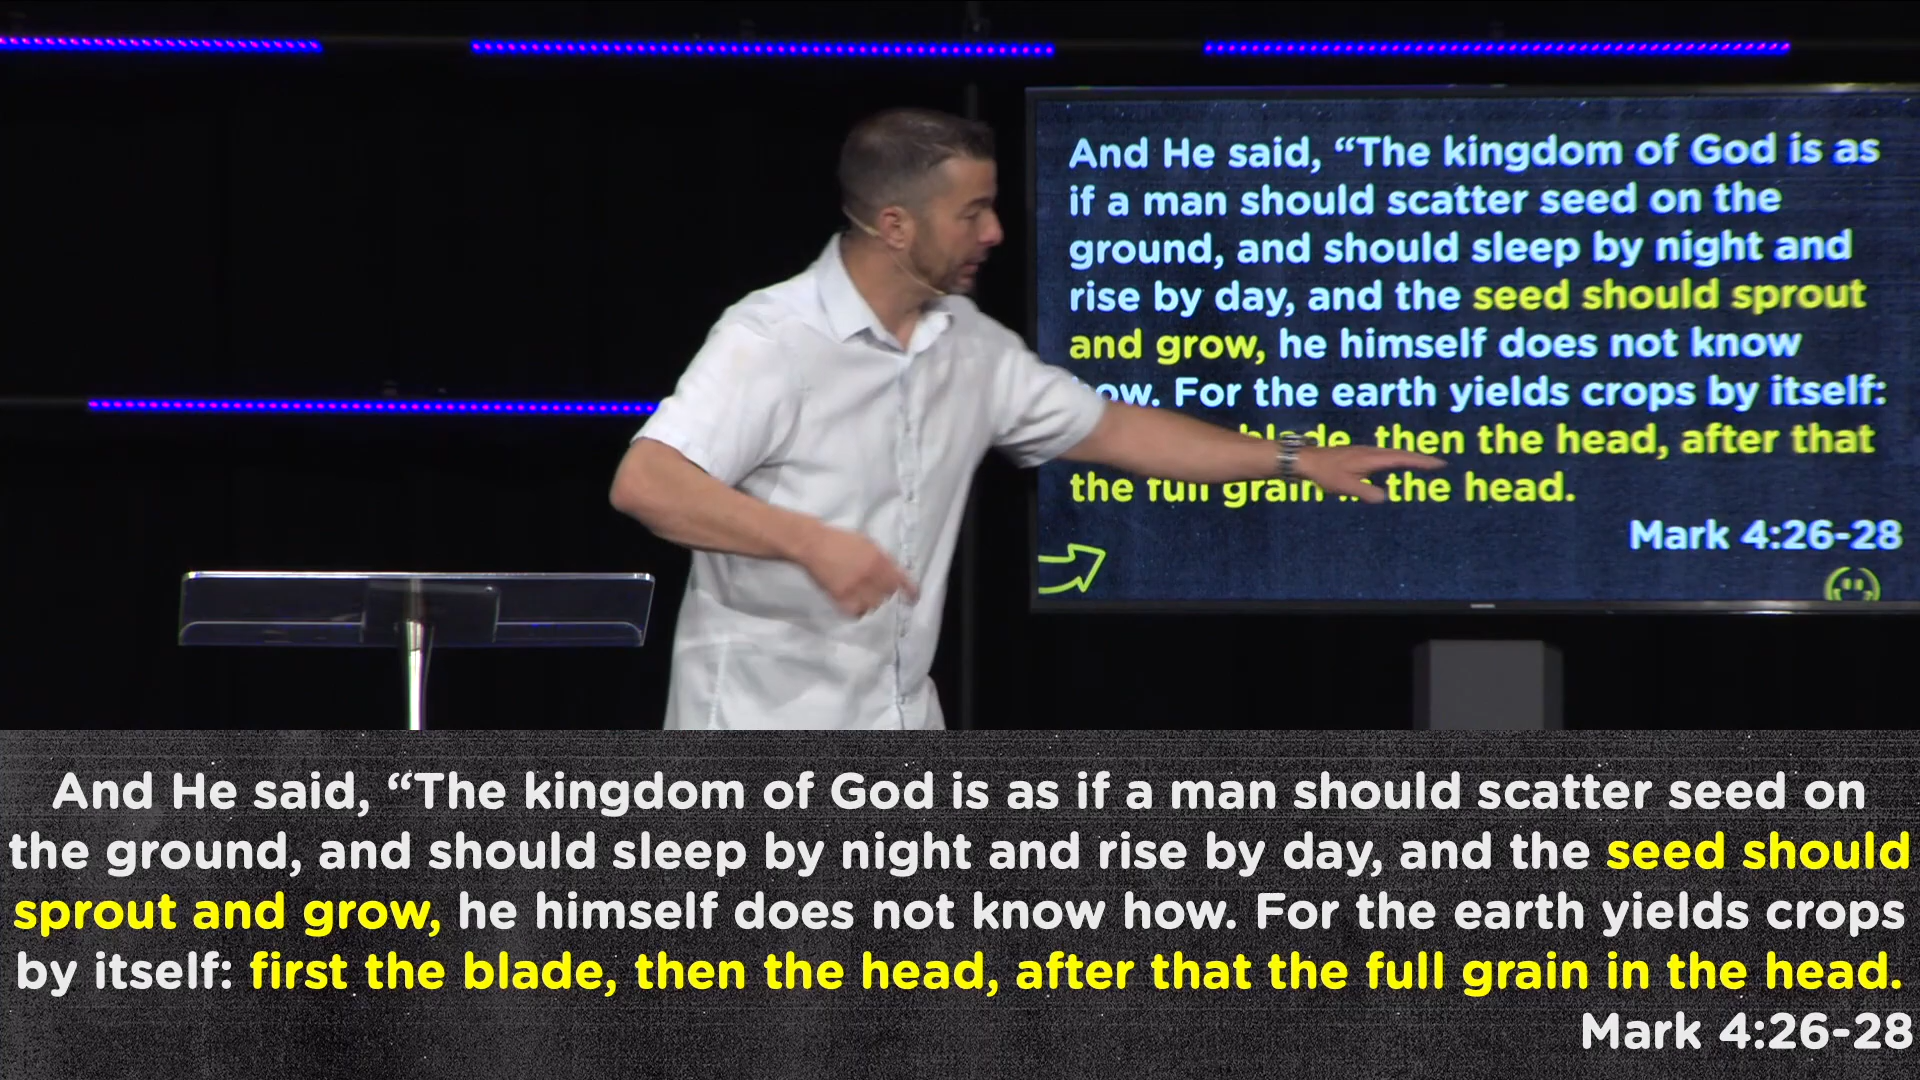 And He said, “The kingdom of God is as
if a man should scatter seed on the
ground, and should sleep by night and
rise by day, and the seed should sprout
and grow, he himself does not know
how. For the earth yields crops by itself:
blade, then the head, after that
the full grain in the head.
Mark 4:26-28
And He said, “The kingdom of God is as if a man should scatter seed on
the ground, and should sleep by night and rise by day, and the seed should
sprout and grow, he himself does not know how. For the earth yields crops
by itself: first the blade, then the head, after that the full grain in the head.
Mark 4:26-28